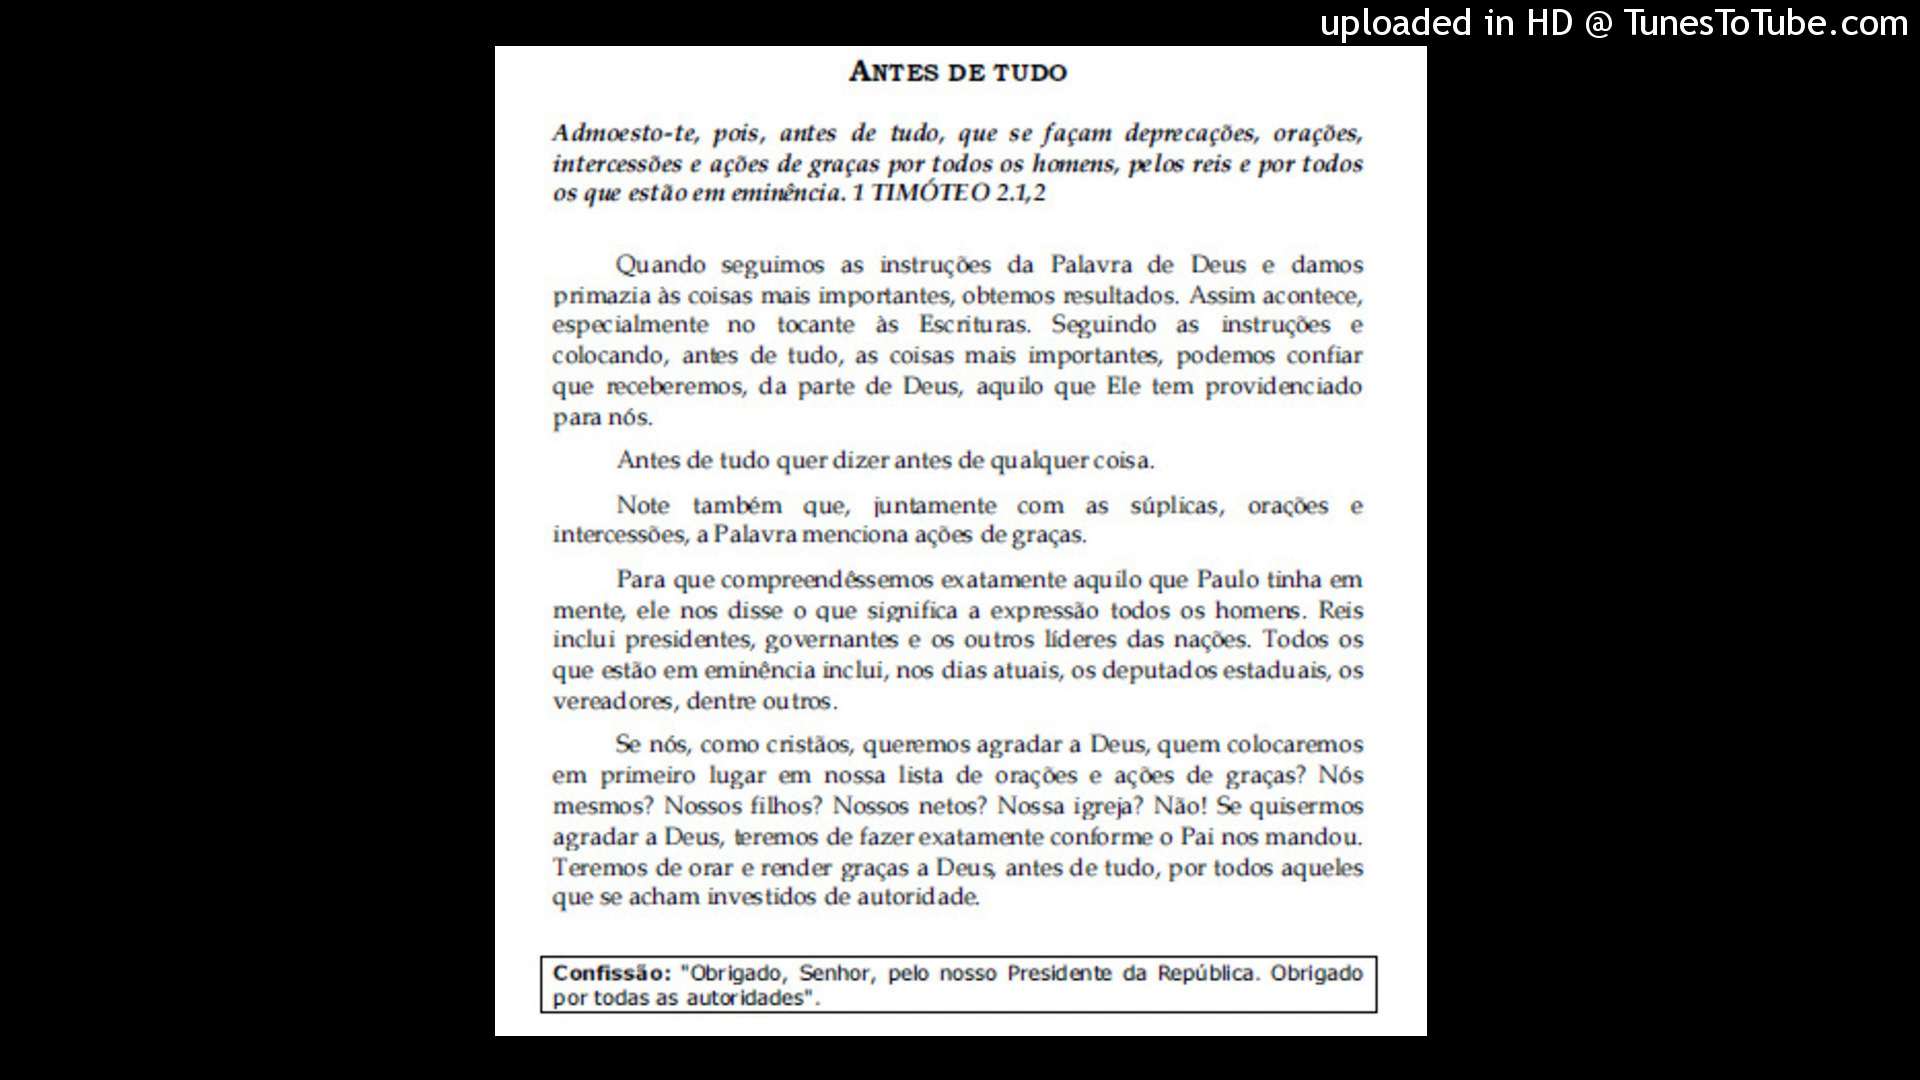 uploaded in HD @ TunesToTube.com
ANTES DE TUDO
Admoesto-te, pois, antes de tudo, que se façam deprecações, orações,
intercessões e ações de graças por todos os homens, pelos reis e por todos
os que estão em eminência. 1 TIMÓTEO 2.1,2
Quando seguimos as instruções da Palavra de Deus e damos
primazia às coisas mais importantes, obtemos resultados. Assim acontece,
especialmente no tocante às Escrituras. Seguindo as instruções e
colocando, antes de tudo, as coisas mais importantes, podemos confiar
que receberemos, da parte de Deus, aquilo que Ele tem providenciado
para nós.
Antes de tudo quer dizer antes de qualquer coisa.
Note também que, juntamente com as súplicas, orações e
intercessões, a Palavra menciona ações de graças.
Para que compreendêssemos exatamente aquilo que Paulo tinha em
mente, ele nos disse o que significa a expressão todos os homens. Reis
inclui presidentes, governantes e os outros líderes das nações. Todos os
que estão em eminência inclui, nos dias atuais, os deputados estaduais, os
vereadores, dentre outros.
Se nós, como cristãos, queremos agradar a Deus, quem colocaremos
em primeiro lugar em nossa lista de orações e ações de graças? Nós
mesmos? Nossos filhos? Nossos netos? Nossa igreja? Não! Se quisermos
agradar a Deus, teremos de fazer exatamente conforme o Pai nos mandou.
Teremos de orar e render graças a Deus, antes de tudo, por todos aqueles
que se acham investidos de autoridade.
Confissão: "Obrigado, Senhor, pelo nosso Presidente da República. Obrigado
por todas as autoridades".